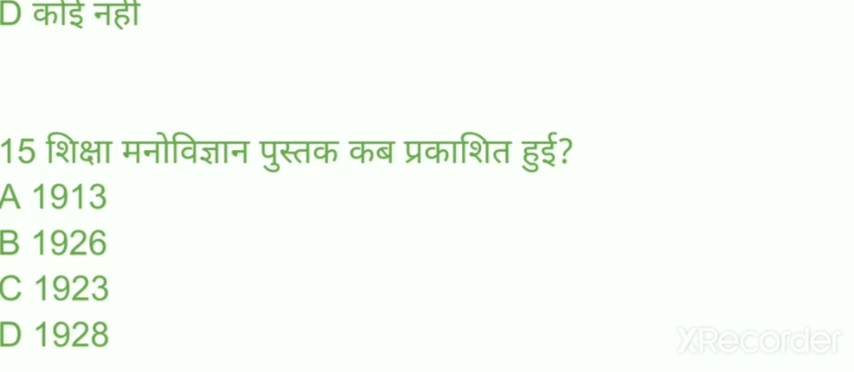 D कोई नहीं
15 शिक्षा मनोविज्ञान पुस्तक कब प्रकाशित हुई?
A 1913
B 1926
C 1923
D 1928
XRecorder